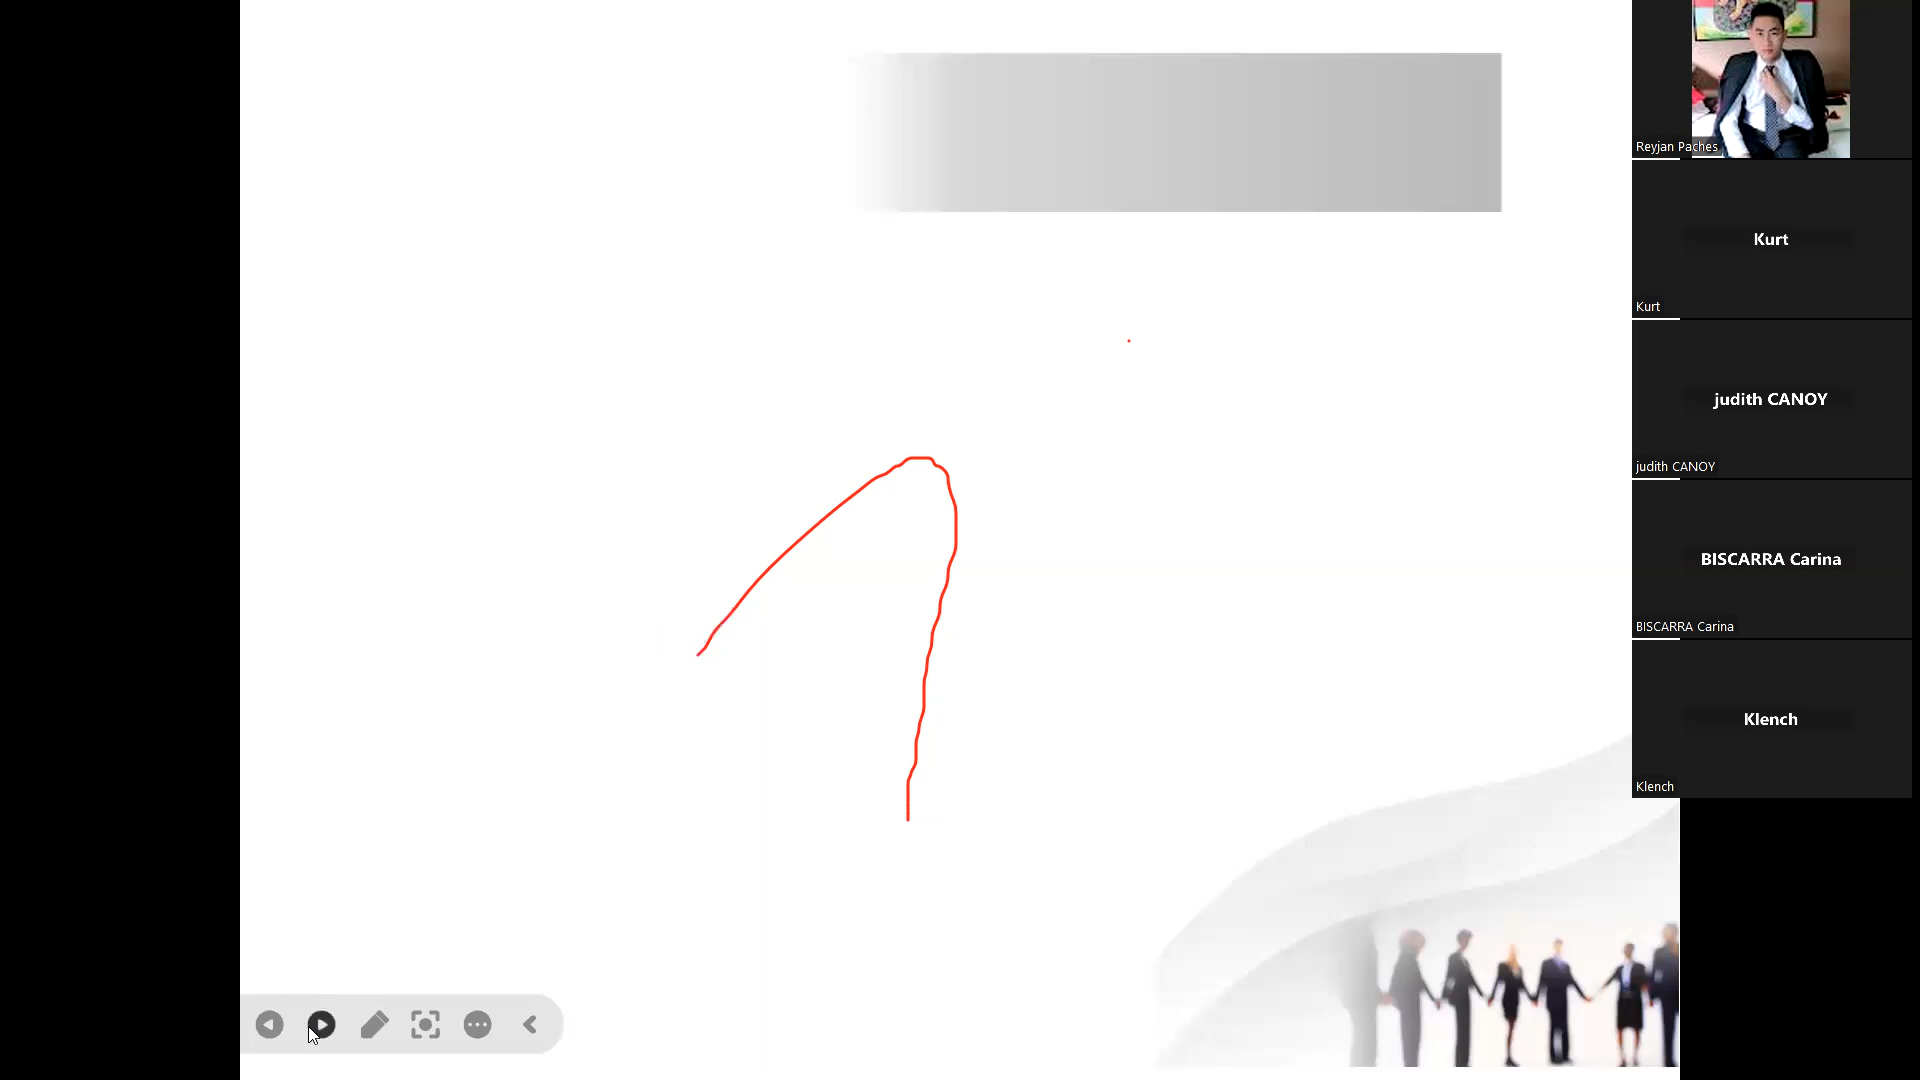 Reyjan Paches
Kurt
Kurt
judith CANOY
judith CANOY
BISCARRA Carina
BISCARRA Carina
Klench
Klench